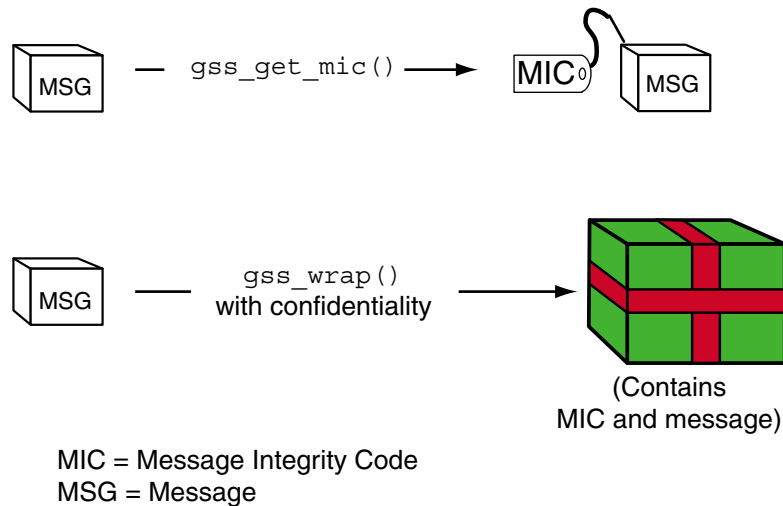 MSG
gss_get_mic()
MIC
MSG
MSG
gss_wrap()
with confidentiality
(Contains
MIC and message)
MIC = Message Integrity Code
MSG = Message